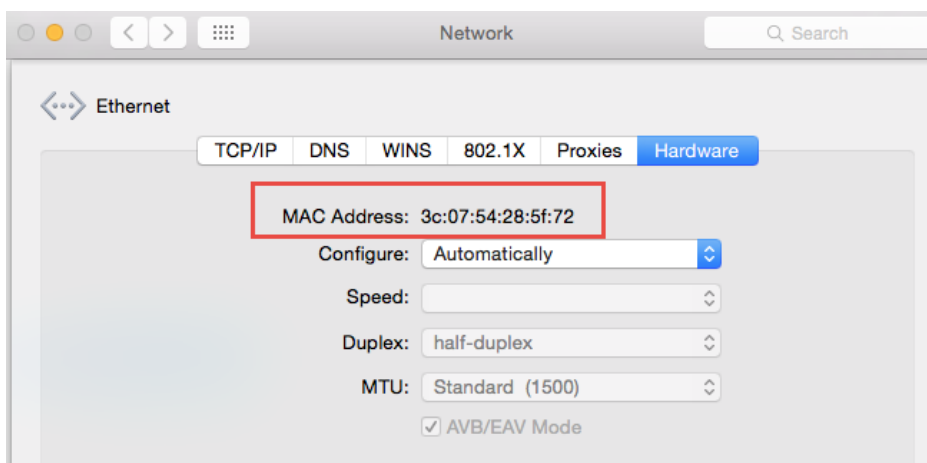 Network
Search
Ethernet
TCP/IP DNS WINS 802.1X Proxies Hardware
MAC Address: 3c:07:54:28:5f:72
Configure: Automatically
Speed:
Duplex: half-duplex
MTU: Standard (1500)
AVB/EAV Mode